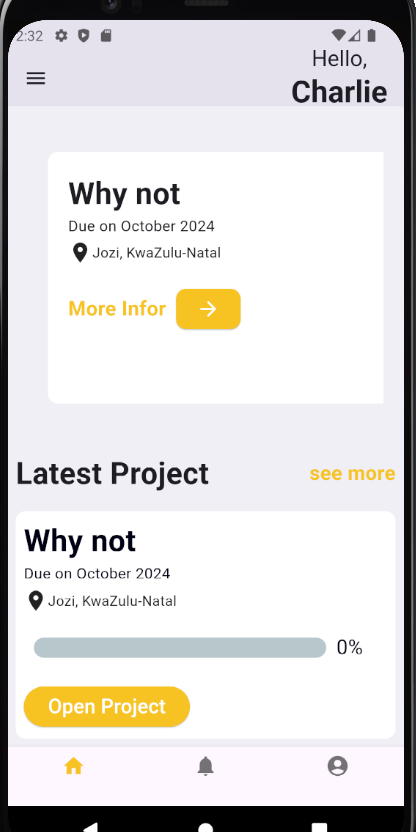 2:32
Hello,
Charlie
Why not
Due on October 2024
Jozi, KwaZulu-Natal
More Infor
Latest Project
see more
Why not
Due on October 2024
Jozi, KwaZulu-Natal
0%
Open Project